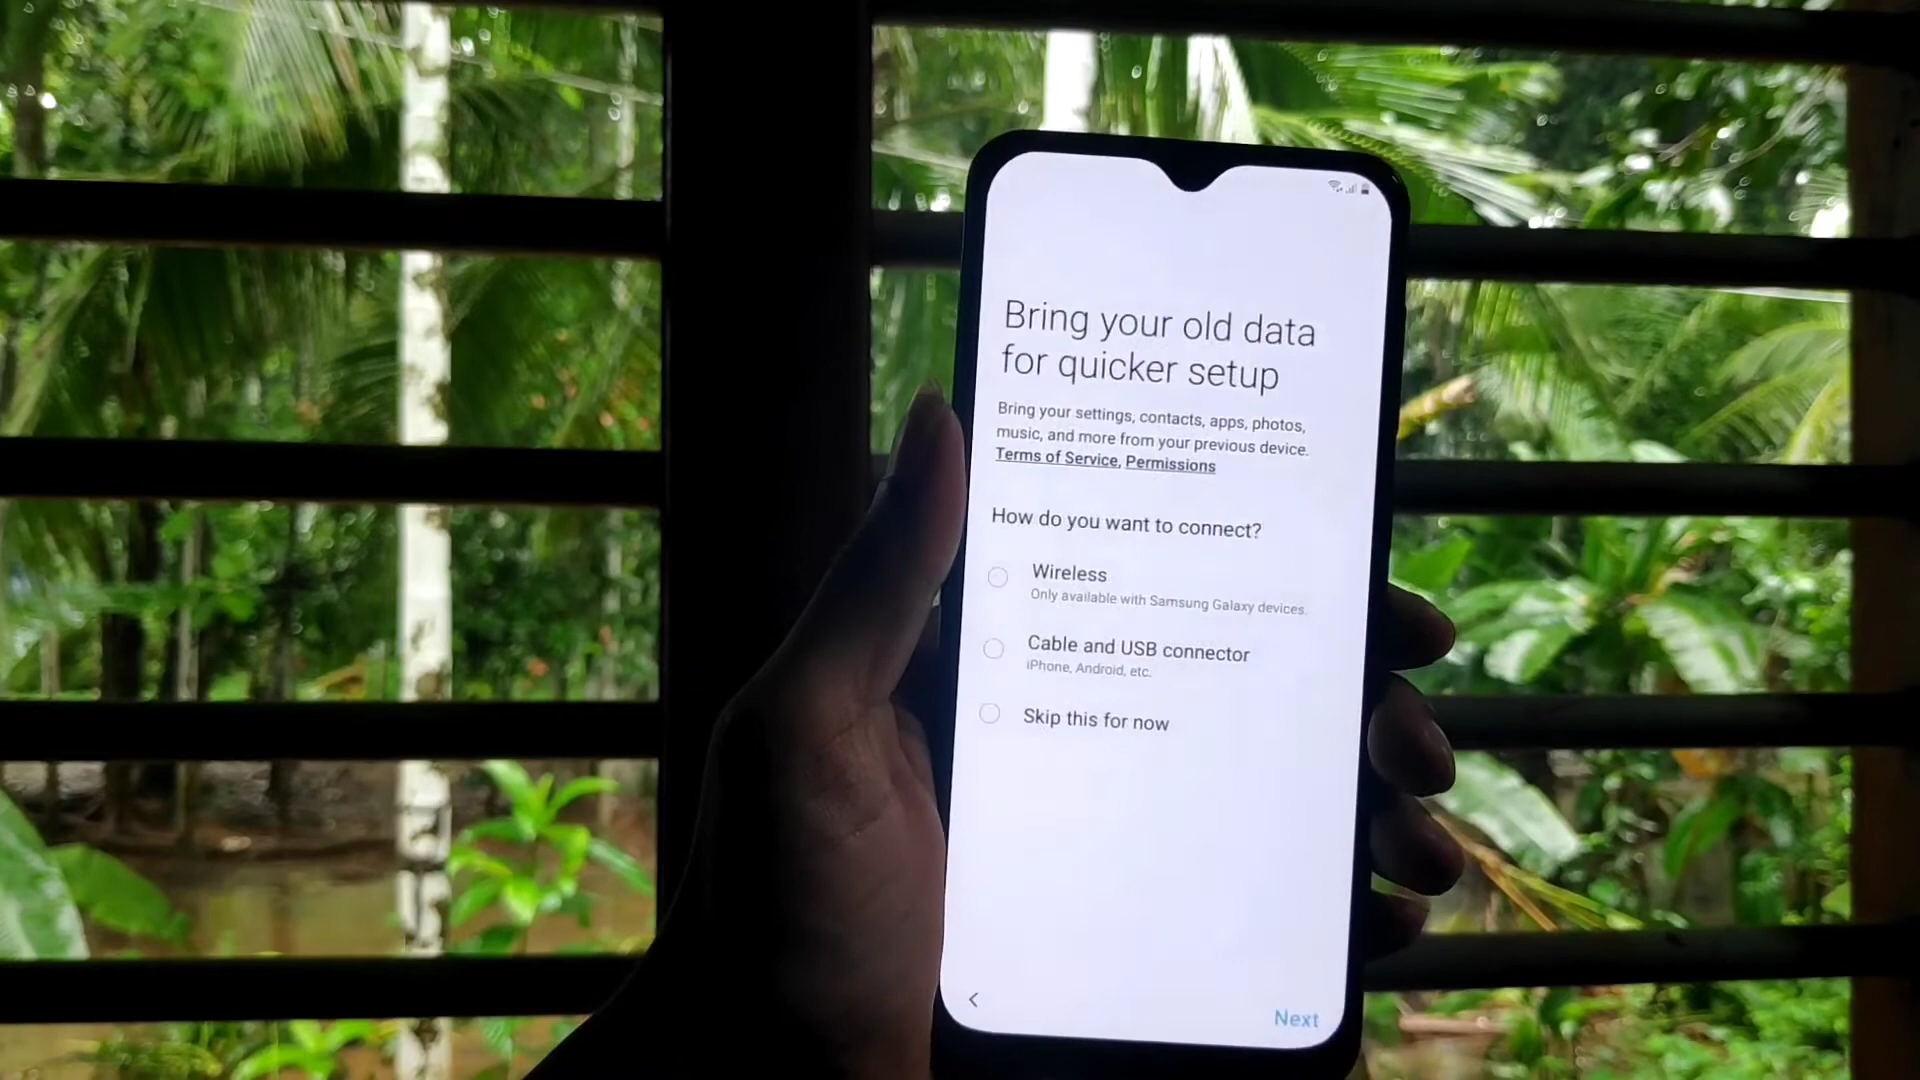 Bring your old data
for quicker setup
Bring your settings, contacts, apps, photos,
music, and more from your previous device.
Terms of Service, Permissions
How do you want to connect?
Wireless
Only available with Samsung Galaxy devices.
Cable and USB connector
iPhone, Android, etc.
Skip this for now
Next